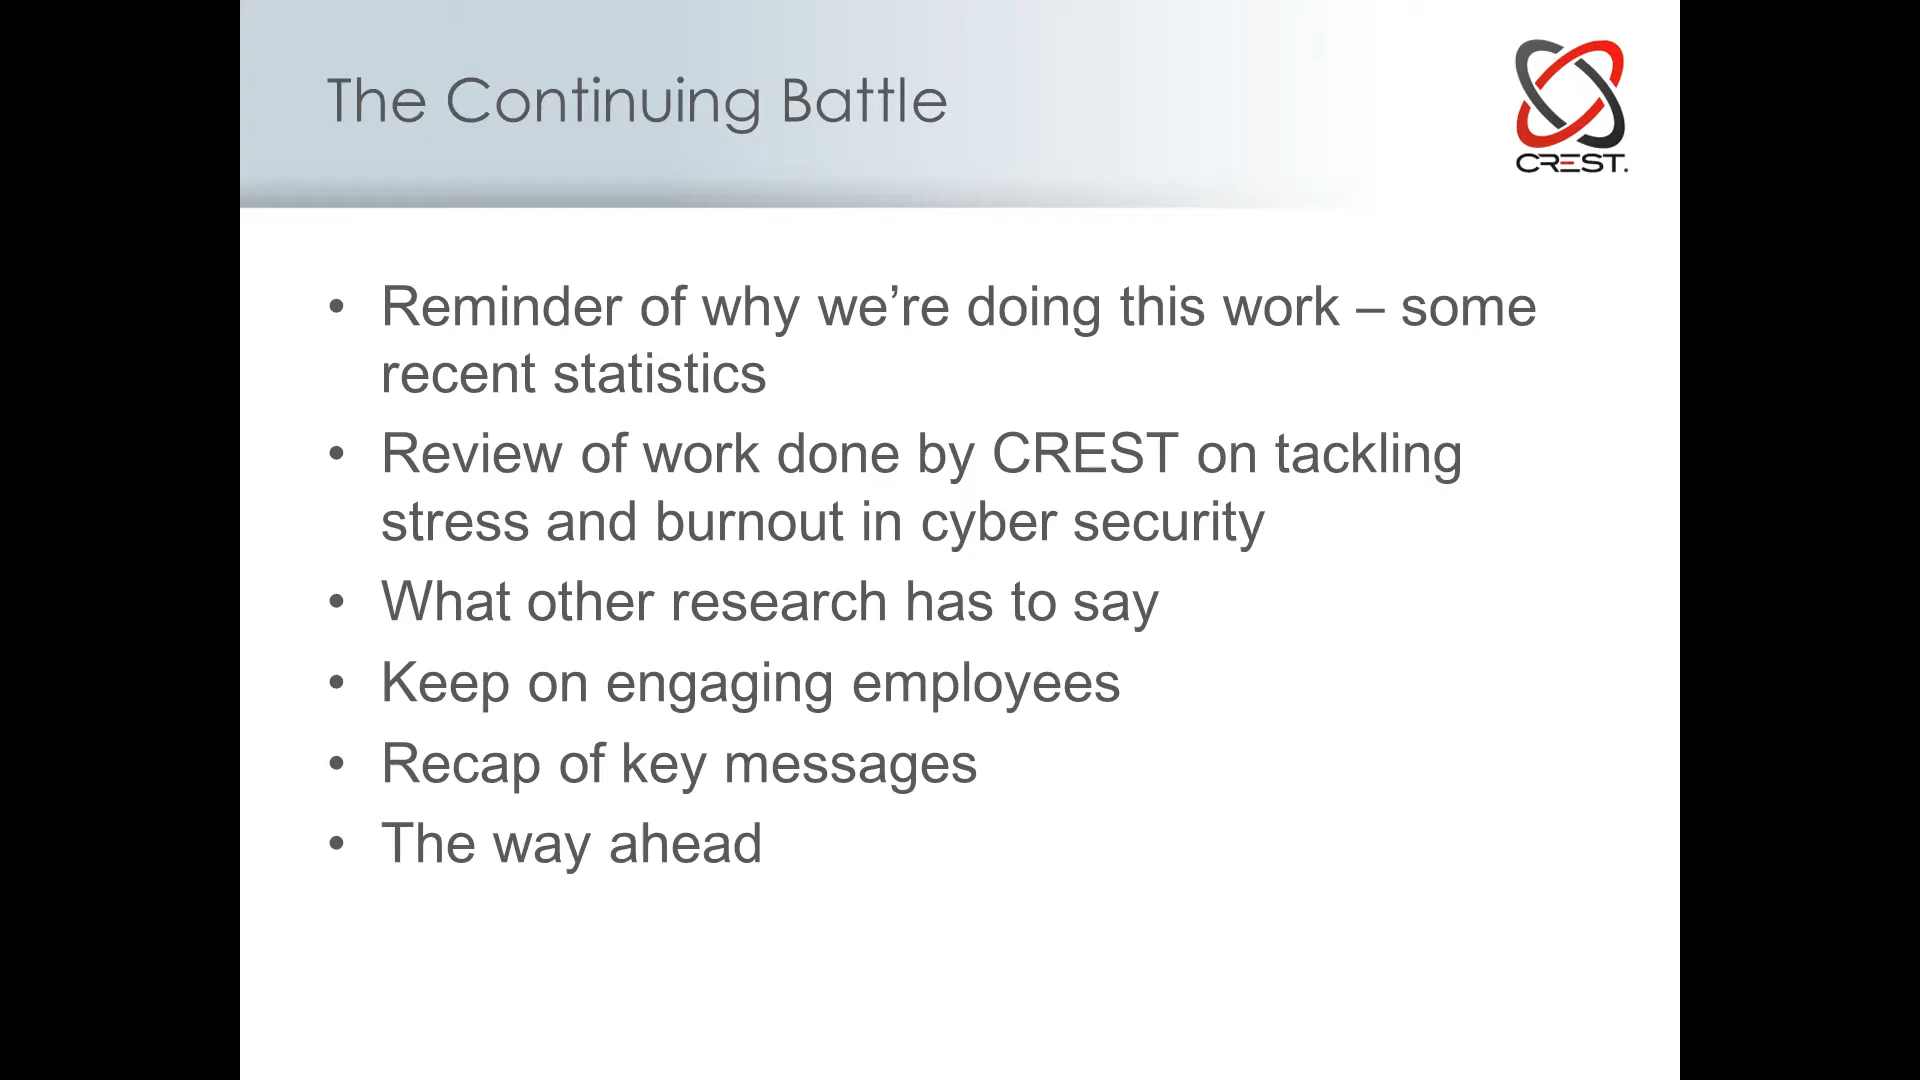 The Continuing Battle
CREST.
• Reminder of why we’re doing this work – some
recent statistics
• Review of work done by CREST on tackling
stress and burnout in cyber security
• What other research has to say
• Keep on engaging employees
• Recap of key messages
• The way ahead